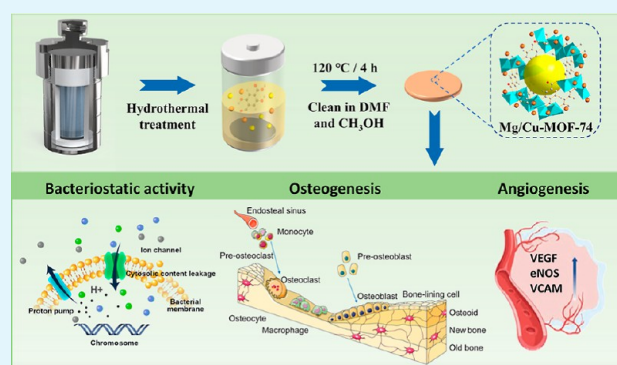 120 °C / 4 h
Hydrothermal
treatment
Clean in DMF
and CH3OH
Mg/Cu-MOF-74
Bacteriostatic activity
Osteogenesis
Angiogenesis
Ion channel
Cytosolic content leakage
H+
Proton pump
Bacterial
membrane
Chromosome
Endosteal sinus
Monocyte
Pre-osteoclast
Osteoclast
Pre-osteoblast
Osteoblast
Bone-lining cell
Osteocyte
Macrophage
Osteoid
New bone
Old bone
VEGF
eNOS
VCAM